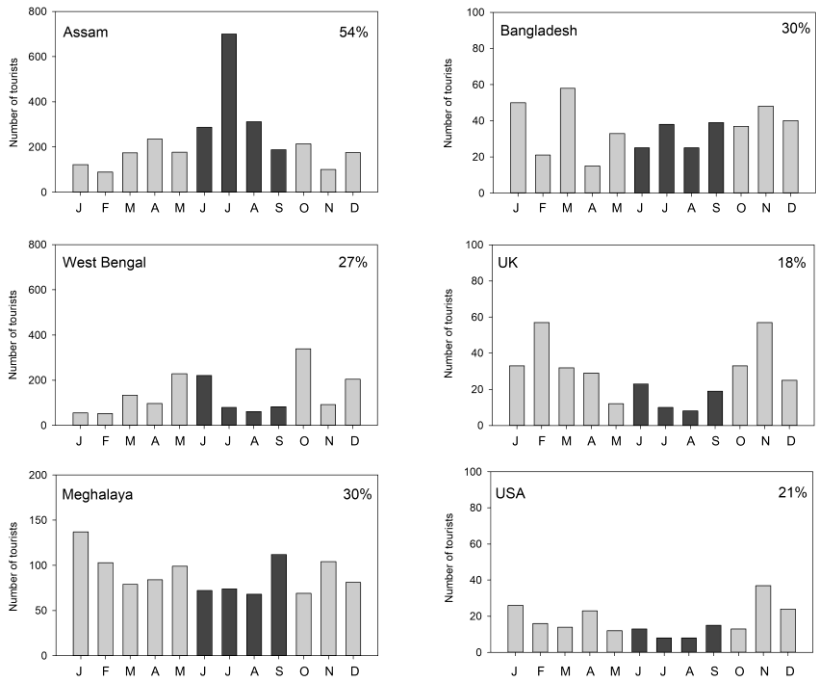 Assam 54%
800
600
400
200
0
Number of tourists
J F M A M J J A S O N D
Bangladesh 30%
100
80
60
40
20
0
Number of tourists
J F M A M J J A S O N D
West Bengal 27%
800
600
400
200
0
Number of tourists
J F M A M J J A S O N D
UK 18%
100
80
60
40
20
0
Number of tourists
J F M A M J J A S O N D
Meghalaya 30%
200
150
100
50
0
Number of tourists
J F M A M J J A S O N D
USA 21%
100
80
60
40
20
0
Number of tourists
J F M A M J J A S O N D